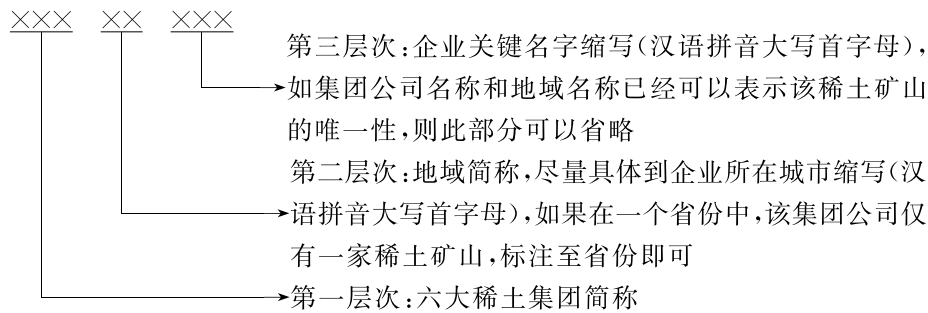 ××× ×× ×××
第三层次:企业关键名字缩写(汉语拼音大写首字母),
如集团公司名称和地域名称已经可以表示该稀土矿山
的唯一性,则此部分可以省略
第二层次:地域简称,尽量具体到企业所在城市缩写(汉
语拼音大写首字母),如果在一个省份中,该集团公司仅
有一家稀土矿山,标注至省份即可
第一层次:六大稀土集团简称